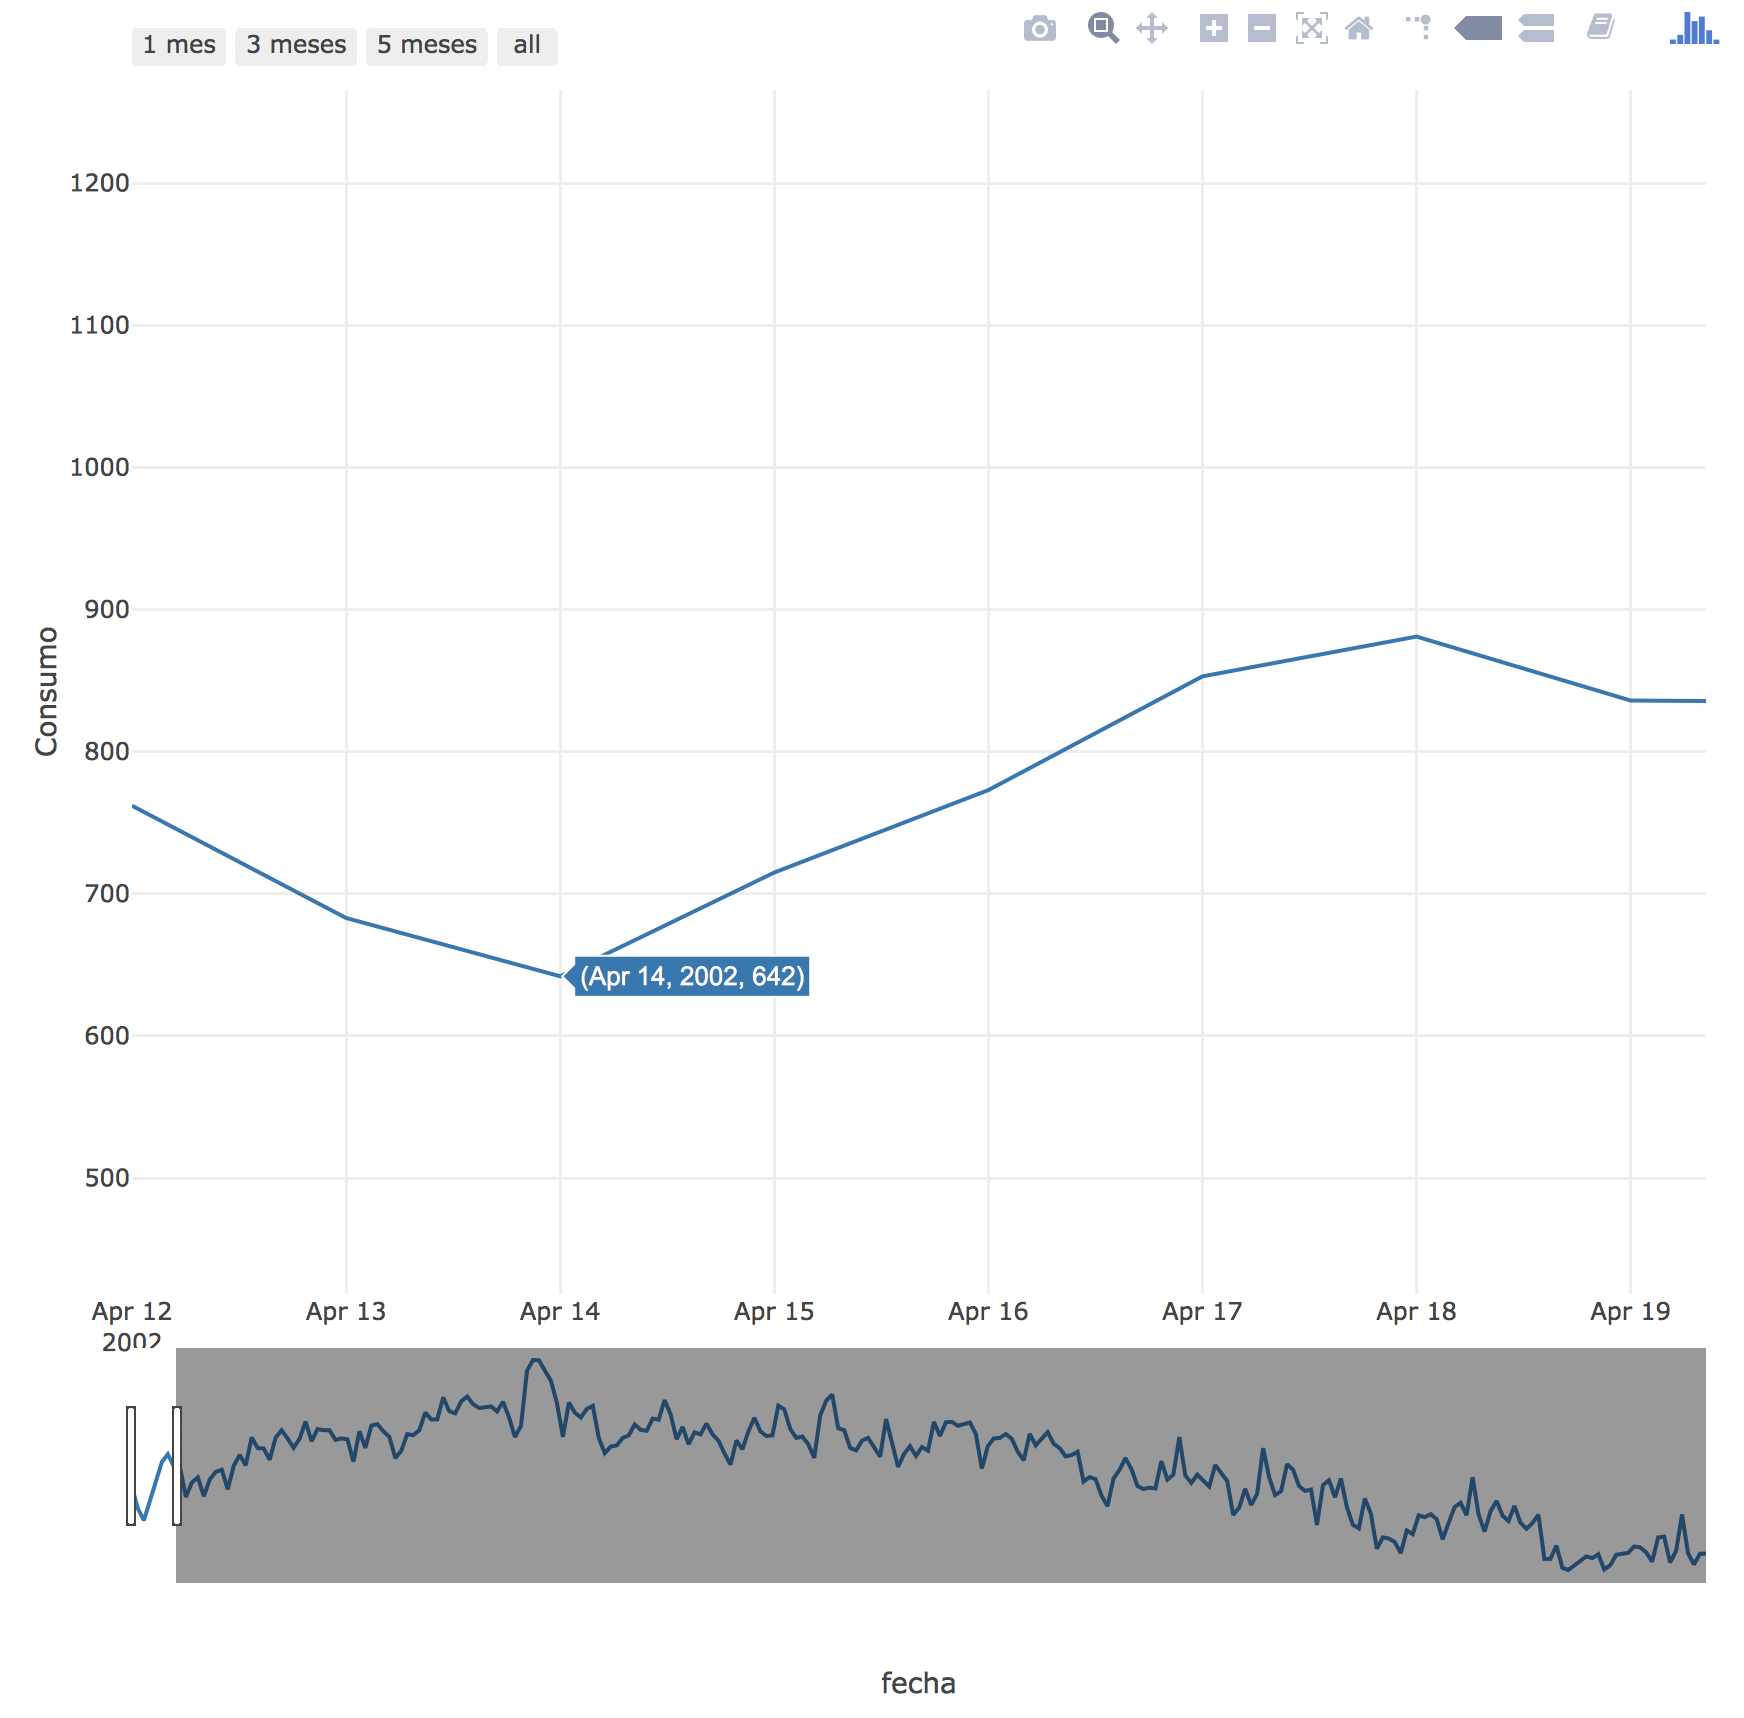 1 mes 3 meses 5 meses all
1200
1100
1000
900
800
700
600
500
Consumo
(Apr 14, 2002, 642)
Apr 12 Apr 13 Apr 14 Apr 15 Apr 16 Apr 17 Apr 18 Apr 19
2002
fecha